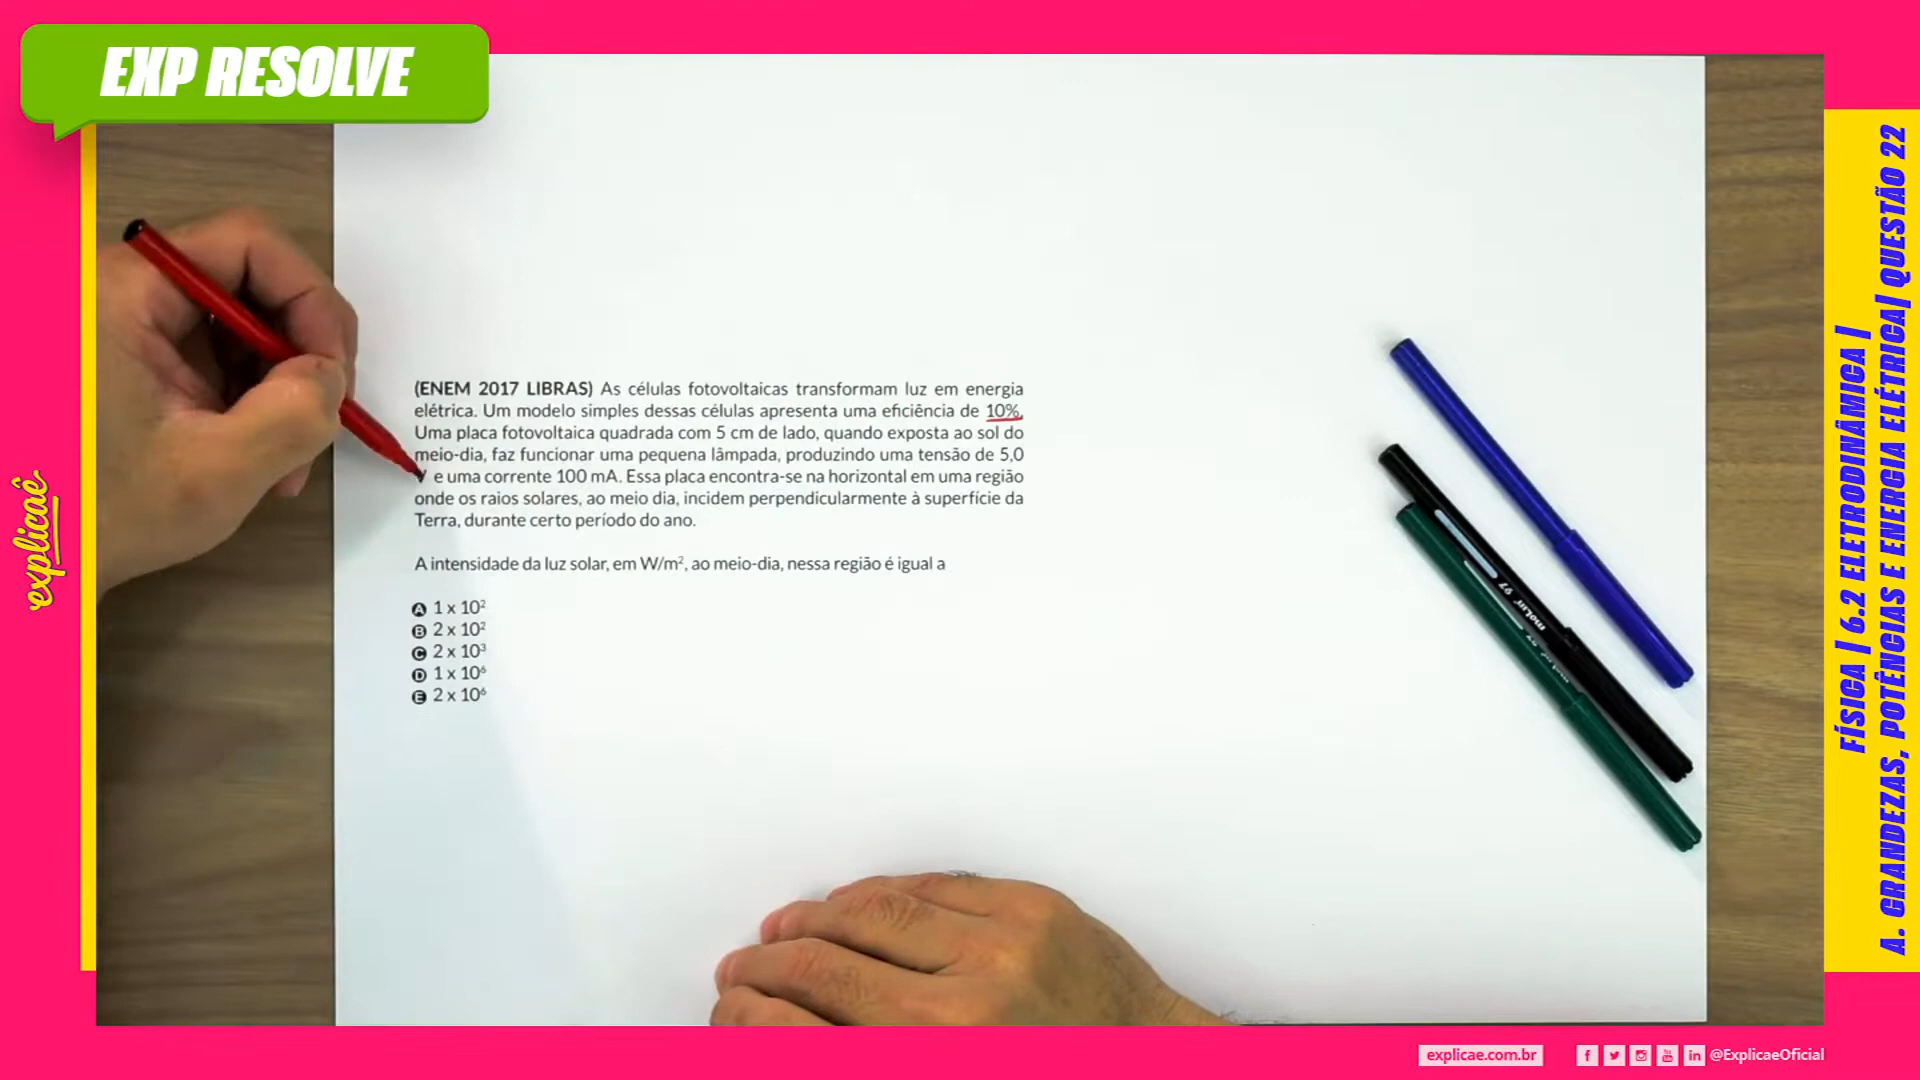 EXP RESOLVE
(ENEM 2017 LIBRAS) As células fotovoltaicas transformam luz em energia
elétrica. Um modelo simples dessas células apresenta uma eficiência de 10%.
Uma placa fotovoltaica quadrada com 5 cm de lado, quando exposta ao sol do
meio-dia, faz funcionar uma pequena lâmpada, produzindo uma tensão de 5,0
V e uma corrente 100 mA. Essa placa encontra-se na horizontal em uma região
onde os raios solares, ao meio dia, incidem perpendicularmente à superfície da
Terra, durante certo período do ano.
A intensidade da luz solar, em W/m², ao meio-dia, nessa região é igual a
A 1 x 10²
B 2 x 10²
C 2 x 10³
D 1 x 10⁶
E 2 x 10⁶
explicaê
FÍSICA | 6.2 ELETRODINÂMICA |
A. GRANDEZAS, POTÊNCIAS E ENERGIA ELÉTRICA| QUESTÃO 22
explicae.com.br
@ExplicaeOficial